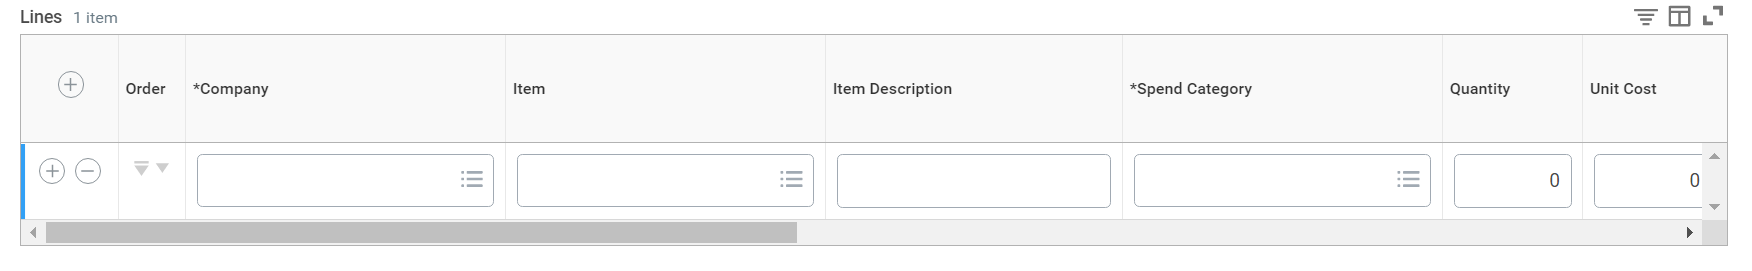 Lines 1 item
Order *Company Item Item Description *Spend Category Quantity Unit Cost
0 0